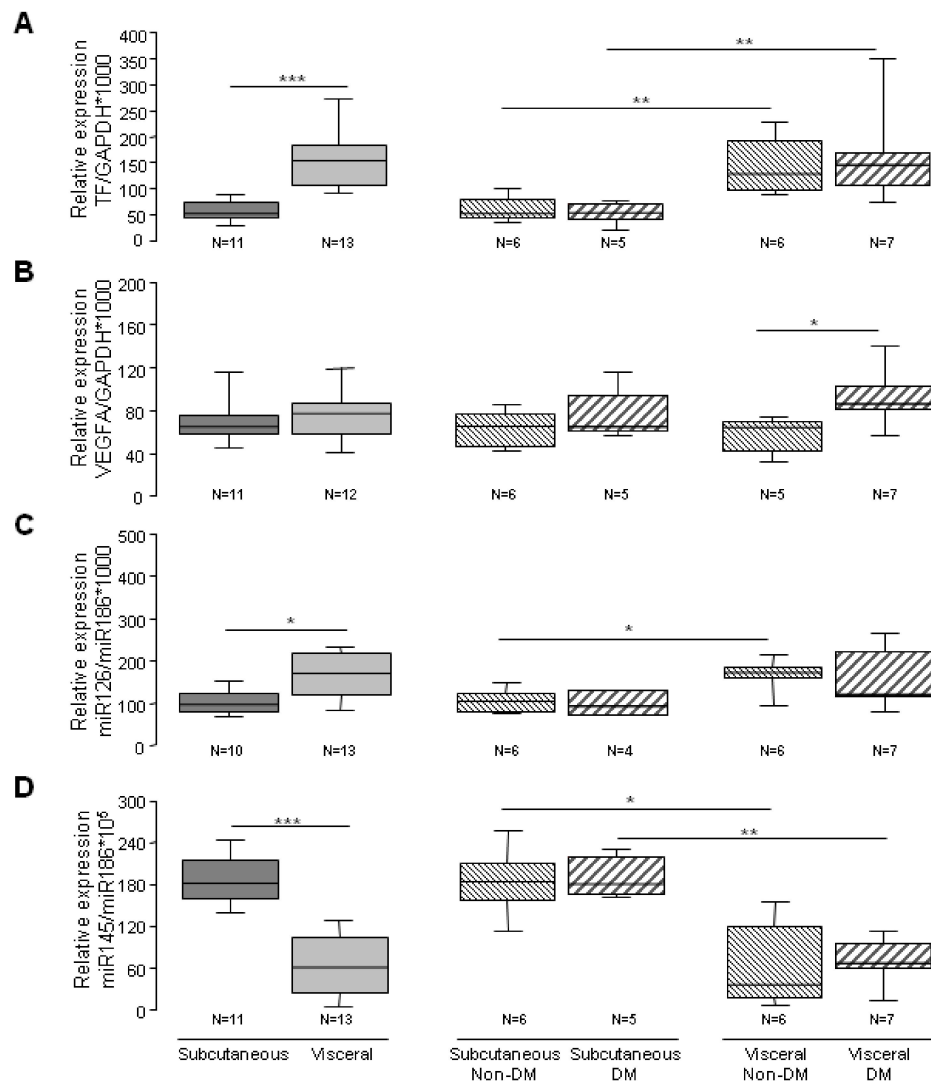 A
Relative expression
TF/GAPDH*1000
400
350
300
250
200
150
100
50
0
***
**
**
N=11
N=13
N=6
N=5
N=6
N=7
B
Relative expression
VEGFA/GAPDH*1000
200
160
120
80
40
0
*
N=11
N=12
N=6
N=5
N=5
N=7
C
Relative expression
miR126/miR186*1000
500
400
300
200
100
0
*
*
N=10
N=13
N=6
N=4
N=6
N=7
D
Relative expression
miR145/miR186*10⁵
300
240
180
120
60
0
***
*
**
N=11
N=13
N=6
N=5
N=6
N=7
Subcutaneous
Visceral
Subcutaneous
Non-DM
Subcutaneous
DM
Visceral
Non-DM
Visceral
DM